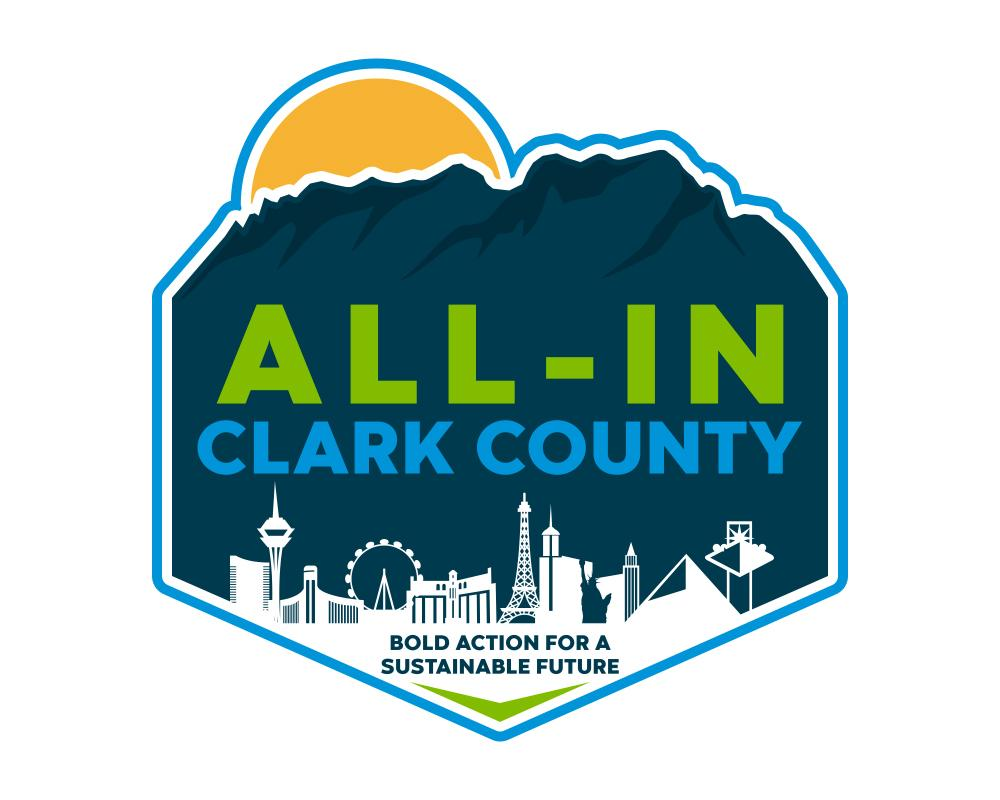 ALL-IN
CLARK COUNTY
BOLD ACTION FOR A
SUSTAINABLE FUTURE